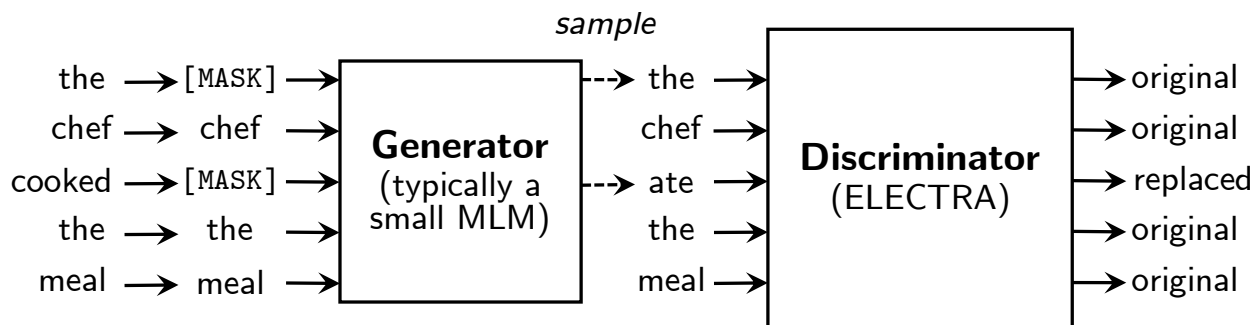 sample
the [MASK] the original
chef chef chef original
Generator
(typically a
small MLM)
Discriminator
(ELECTRA)
cooked [MASK] ate replaced
the the the original
meal meal meal original